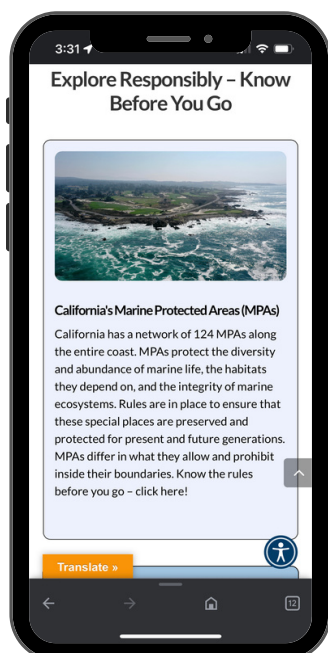 3:31
Explore Responsibly – Know
Before You Go
California's Marine Protected Areas (MPAs)
California has a network of 124 MPAs along
the entire coast. MPAs protect the diversity
and abundance of marine life, the habitats
they depend on, and the integrity of marine
ecosystems. Rules are in place to ensure that
these special places are preserved and
protected for present and future generations.
MPAs differ in what they allow and prohibit
inside their boundaries. Know the rules
before you go – click here!
Translate »
12